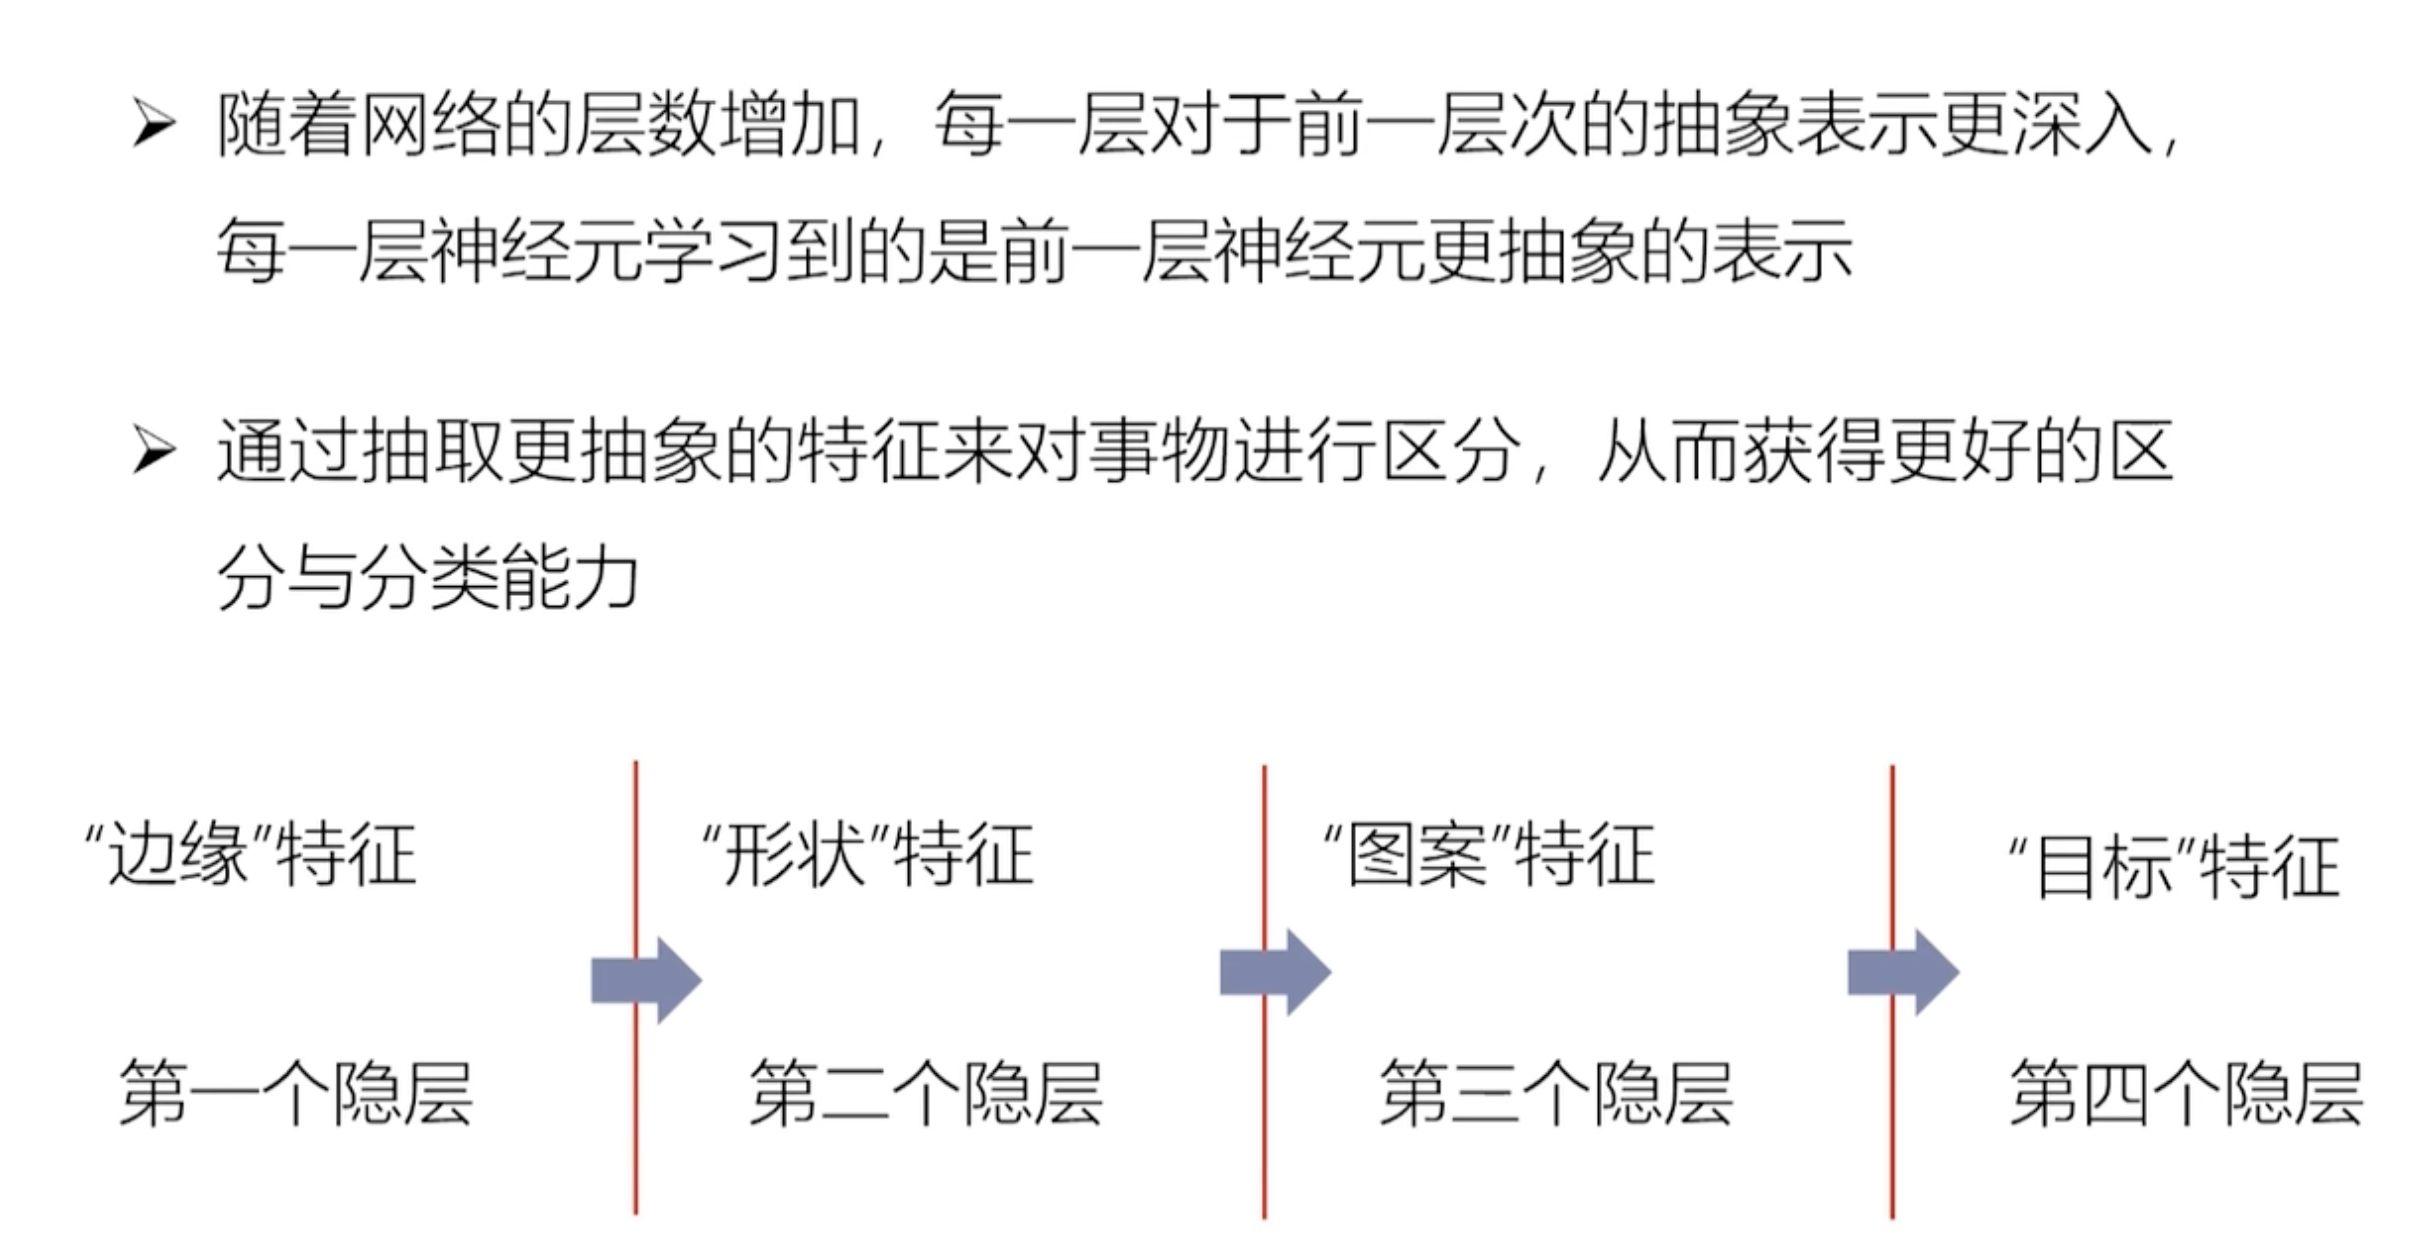 随着网络的层数增加，每一层对于前一层次的抽象表示更深入，
每一层神经元学习到的是前一层神经元更抽象的表示
通过抽取更抽象的特征来对事物进行区分，从而获得更好的区
分与分类能力
“边缘”特征
“形状”特征
“图案”特征
“目标”特征
第一个隐层
第二个隐层
第三个隐层
第四个隐层